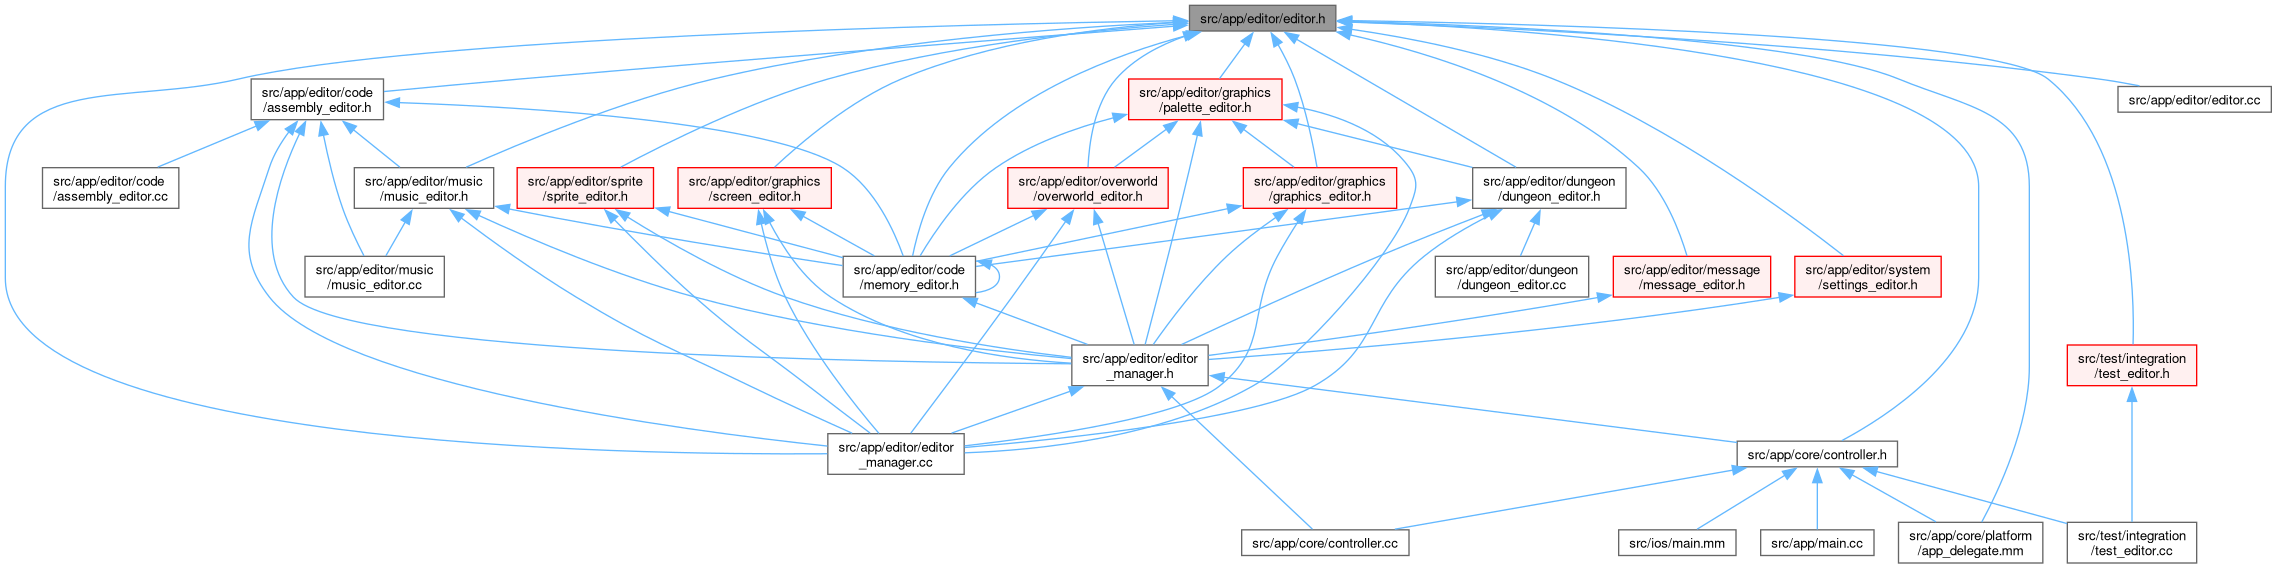 src/app/editor/editor.h
src/app/editor/code
/assembly_editor.h
src/app/editor/graphics
/palette_editor.h
src/app/editor/editor.cc
src/app/editor/code
/assembly_editor.cc
src/app/editor/music
/music_editor.h
src/app/editor/sprite
/sprite_editor.h
src/app/editor/graphics
/screen_editor.h
src/app/editor/overworld
/overworld_editor.h
src/app/editor/graphics
/graphics_editor.h
src/app/editor/dungeon
/dungeon_editor.h
src/app/editor/music
/music_editor.cc
src/app/editor/code
/memory_editor.h
src/app/editor/dungeon
/dungeon_editor.cc
src/app/editor/message
/message_editor.h
src/app/editor/system
/settings_editor.h
src/app/editor/editor
_manager.h
src/test/integration
/test_editor.h
src/app/editor/editor
_manager.cc
src/app/core/controller.h
src/app/core/controller.cc
src/ios/main.mm
src/app/main.cc
src/app/core/platform
/app_delegate.mm
src/test/integration
/test_editor.cc